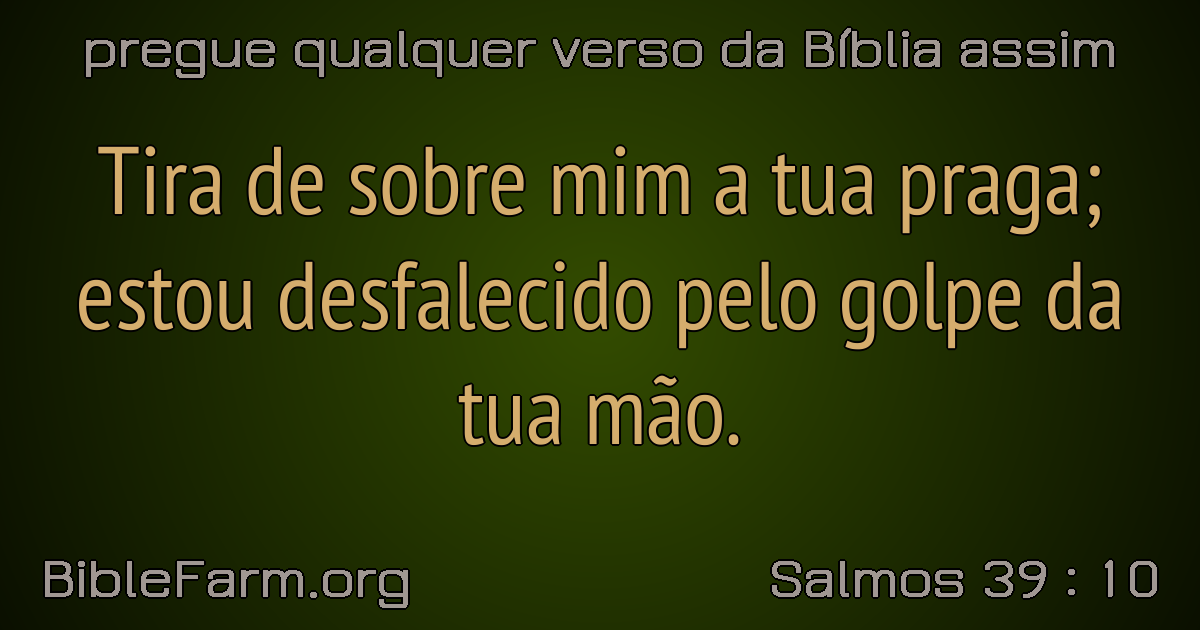 pregue qualquer verso da Bíblia assim
Tira de sobre mim a tua praga;
estou desfalecido pelo golpe da
tua mão.
BibleFarm.org
Salmos 39 : 10